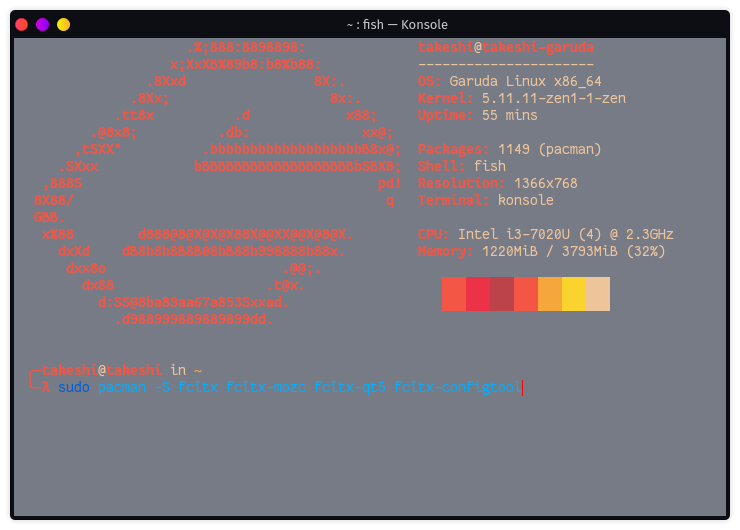 ~ : fish — Konsole
takeshi@takeshi-garuda
----------------------
OS: Garuda Linux x86_64
Kernel: 5.11.11-zen1-1-zen
Uptime: 55 mins
Packages: 1149 (pacman)
Shell: fish
Resolution: 1366x768
Terminal: konsole
CPU: Intel i3-7020U (4) @ 2.3GHz
Memory: 1220MiB / 3793MiB (32%)
╭─takeshi@takeshi in ~
╰─λ sudo pacman -S fcitx fcitx-mozc fcitx-qt5 fcitx-configtool